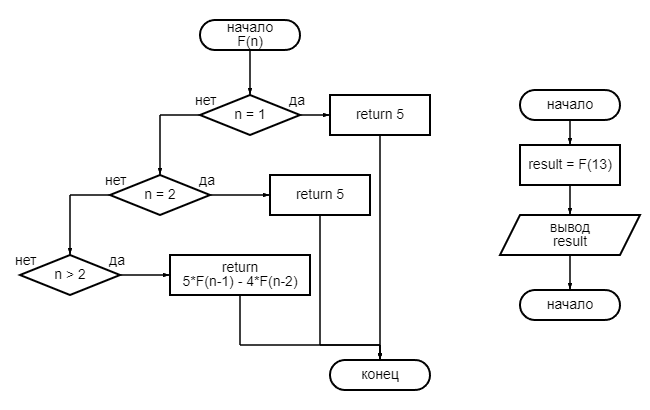 начало
F(n)
нет
да
n = 1
return 5
нет
да
n = 2
return 5
нет
да
n > 2
return
5*F(n-1) - 4*F(n-2)
конец
начало
result = F(13)
вывод
result
начало